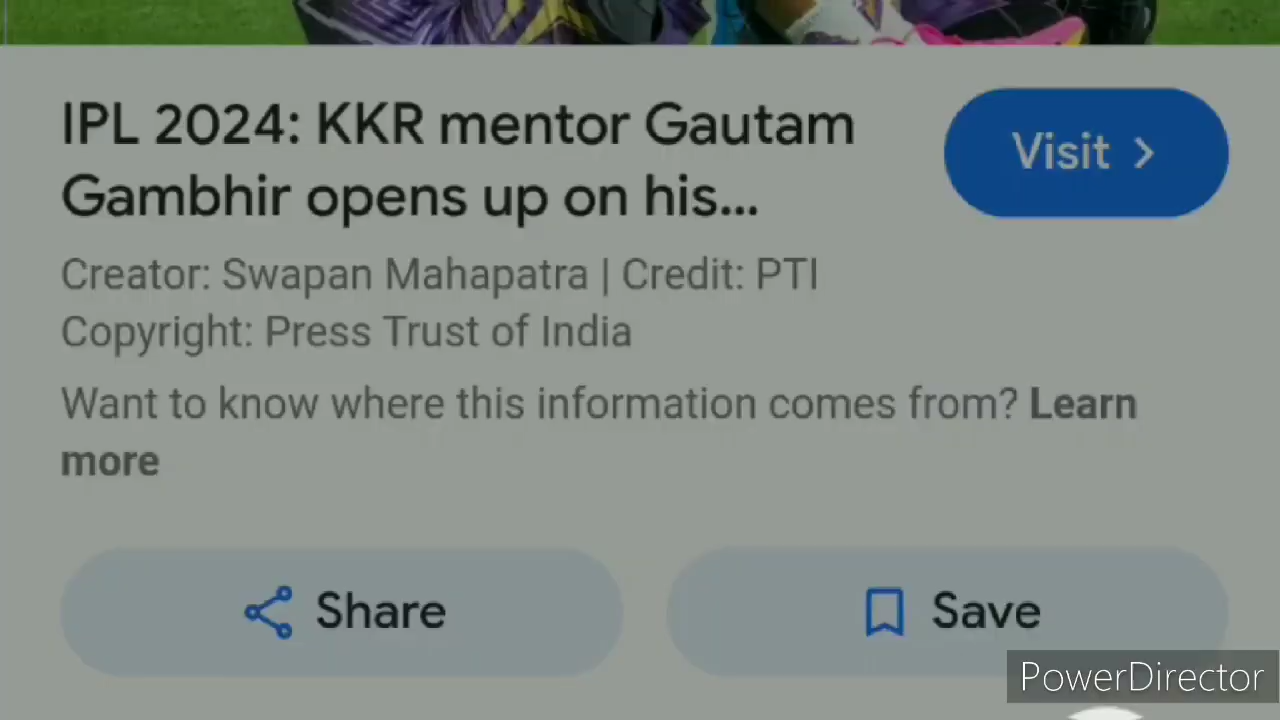 IPL 2024: KKR mentor Gautam
Gambhir opens up on his...
Visit
Creator: Swapan Mahapatra | Credit: PTI
Copyright: Press Trust of India
Want to know where this information comes from? Learn
more
Share
Save
PowerDirector